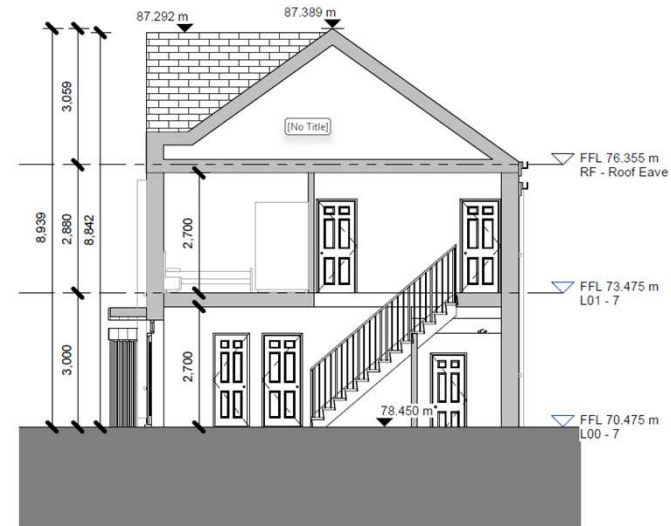 87.292 m
87.389 m
3,059
[No Title]
FFL 76.355 m
RF - Roof Eave
8,939
2,880
8,842
2,700
FFL 73.475 m
L01 - 7
3,000
2,700
78.450 m
FFL 70.475 m
L00 - 7